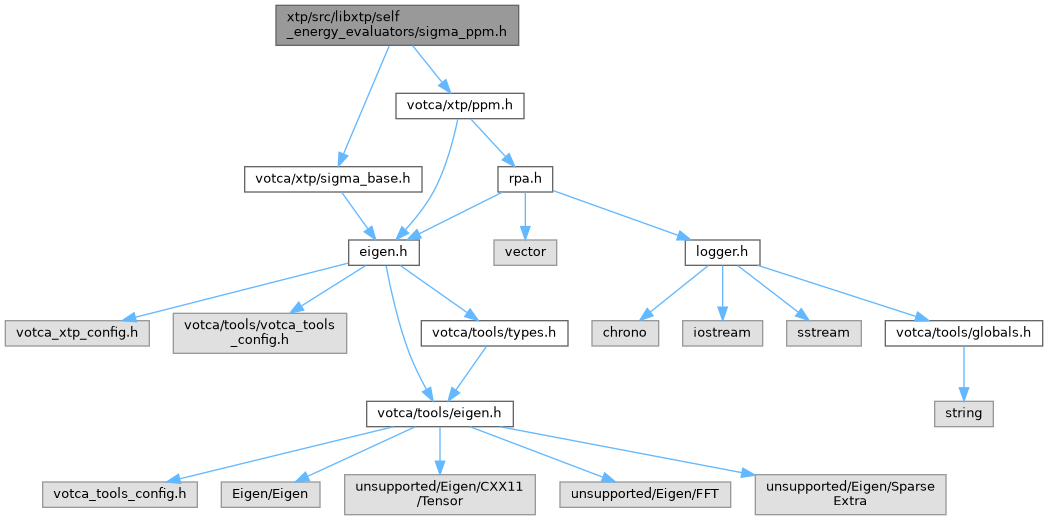 xtp/src/libxtp/self
_energy_evaluators/sigma_ppm.h
votca/xtp/ppm.h
votca/xtp/sigma_base.h
rpa.h
eigen.h
vector
logger.h
votca_xtp_config.h
votca/tools/votca_tools
_config.h
votca/tools/types.h
chrono
iostream
sstream
votca/tools/globals.h
votca/tools/eigen.h
string
votca_tools_config.h
Eigen/Eigen
unsupported/Eigen/CXX11
/Tensor
unsupported/Eigen/FFT
unsupported/Eigen/Sparse
Extra